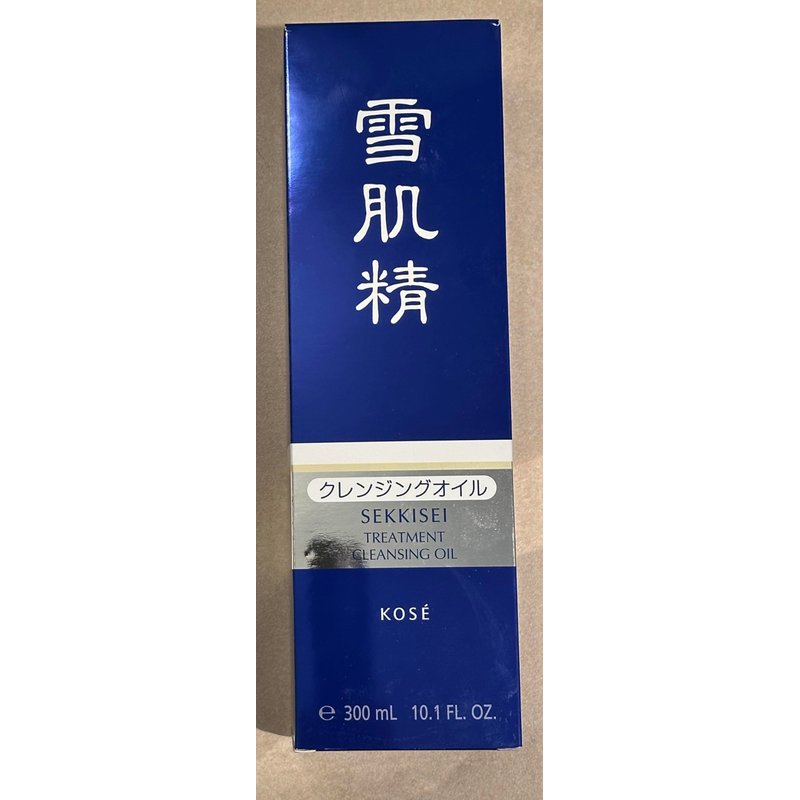 雪肌精
クレンジングオイル
SEKKISEI
TREATMENT
CLEANSING OIL
KOSÉ
℮ 300 mL 10.1 FL. OZ.